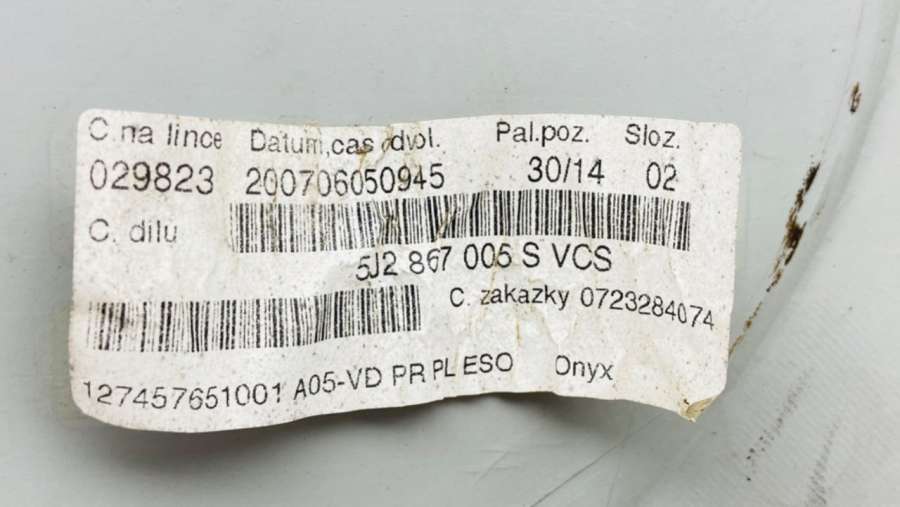 C. na lince Datum,cas odvol. Pal.poz. Sloz.
029823 200706050945 30/14 02
C. dilu
5J2 867 005 S VCS
C. zakazky 0723284074
127457651001 A05-VD PR PL ESO Onyx